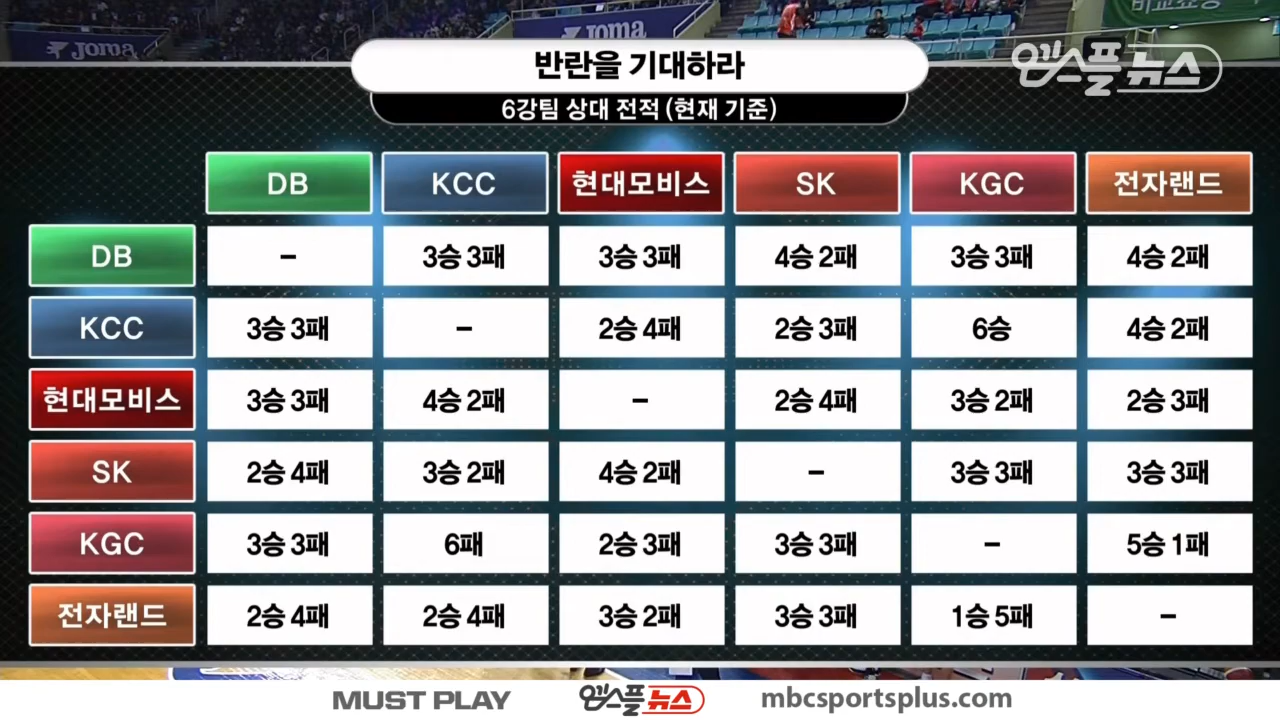 Joma
Joma
비교요양
앤스플 뉴스
반란을 기대하라
6강팀 상대 전적 (현재 기준)
DB KCC 현대모비스 SK KGC 전자랜드
DB – 3승 3패 3승 3패 4승 2패 3승 3패 4승 2패
KCC 3승 3패 – 2승 4패 2승 3패 6승 4승 2패
현대모비스 3승 3패 4승 2패 – 2승 4패 3승 2패 2승 3패
SK 2승 4패 3승 2패 4승 2패 – 3승 3패 3승 3패
KGC 3승 3패 6패 2승 3패 3승 3패 – 5승 1패
전자랜드 2승 4패 2승 4패 3승 2패 3승 3패 1승 5패 –
MUST PLAY 앤스플 뉴스 mbcsportsplus.com